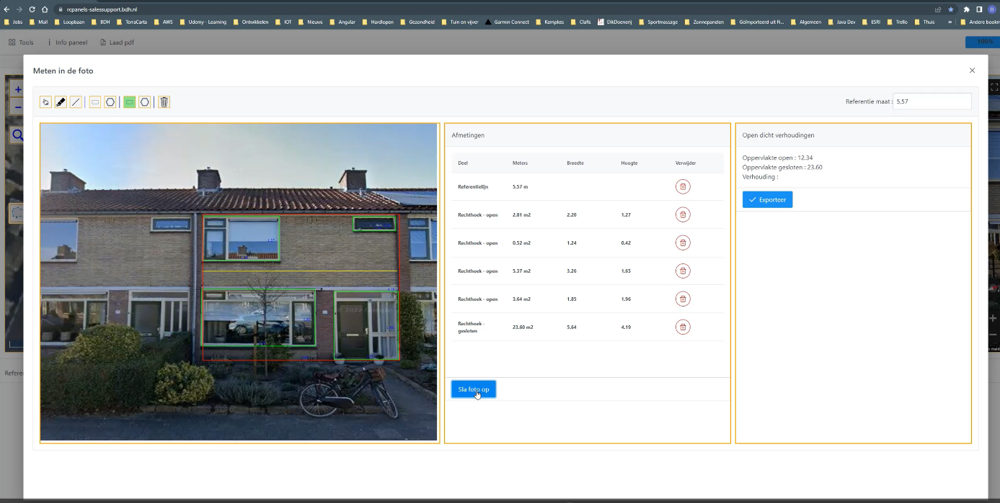 rcpanels-salessupport.bdh.nl
Jobs Mail Loopbaan BDH TerraCarta AWS Udemy - Learning Ontwikkelen IOT Nieuws Angular Hardlopen Gezondheid Tuin en vijver Garmin Connect Kempkes Clafis DikDoenerij Sportmassage Zonnepanelen Geïmporteerd uit Fi... Algemeen Java Dev ESRI Trello Thuis » Andere bookm
Tools Info paneel Laad pdf 100%
Meten in de foto
Referentie maat : 5,57
Afmetingen
Deel Meters Breedte Hoogte Verwijder
Referentielijn 5.57 m
Rechthoek - open 2.81 m2 2.20 1.27
Rechthoek - open 0.52 m2 1.24 0.42
Rechthoek - open 5.37 m2 3.26 1.65
Rechthoek - open 3.64 m2 1.85 1.96
Rechthoek -
gesloten 23.60 m2 5.64 4.19
Sla foto op
Open dicht verhoudingen
Oppervlakte open : 12.34
Oppervlakte gesloten : 23.60
Verhouding :
Exporteer
Refere